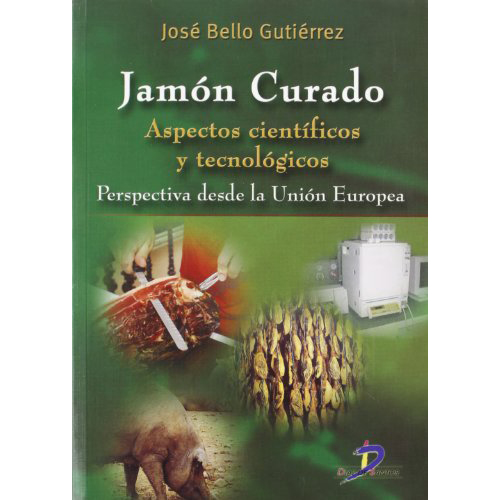 José Bello Gutiérrez
Jamón Curado
Aspectos científicos
y tecnológicos
Perspectiva desde la Unión Europea